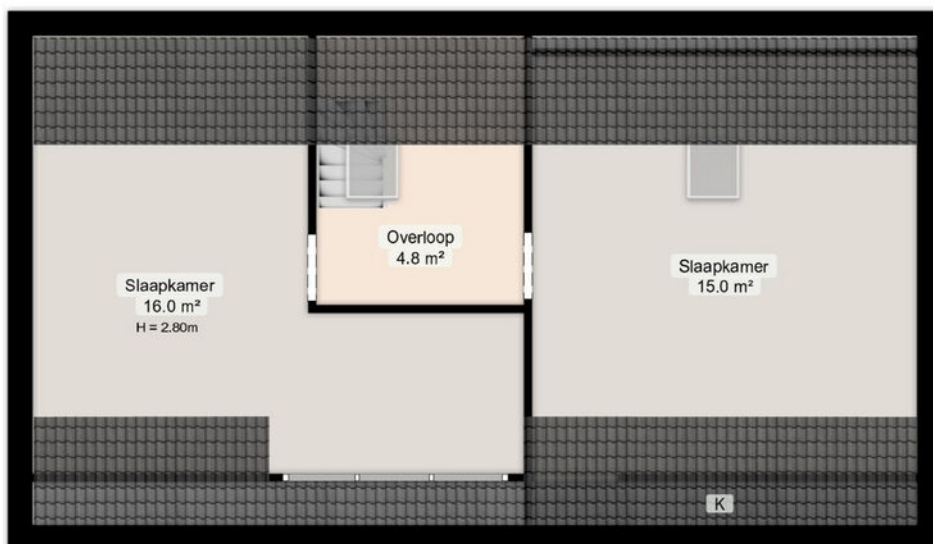 Overloop
4.8 m²
Slaapkamer
16.0 m²
H = 2.80m
Slaapkamer
15.0 m²
K